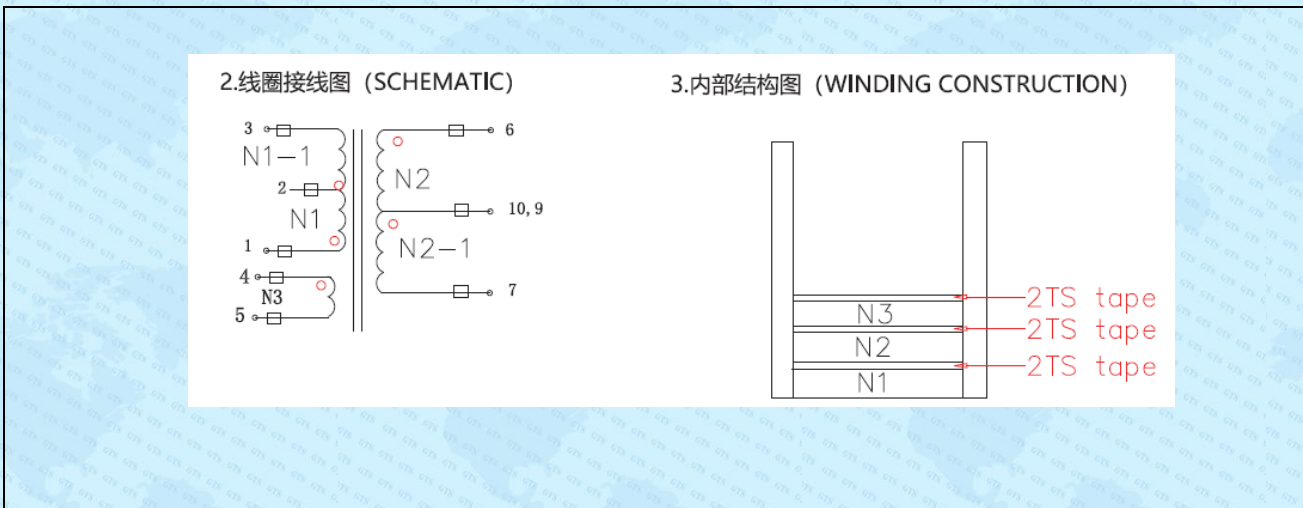 2.线圈接线图（SCHEMATIC）
3
N1-1
2
N1
1
4
N3
5
6
N2
10,9
N2-1
7
3.内部结构图（WINDING CONSTRUCTION）
N3
2TS tape
N2
2TS tape
N1
2TS tape